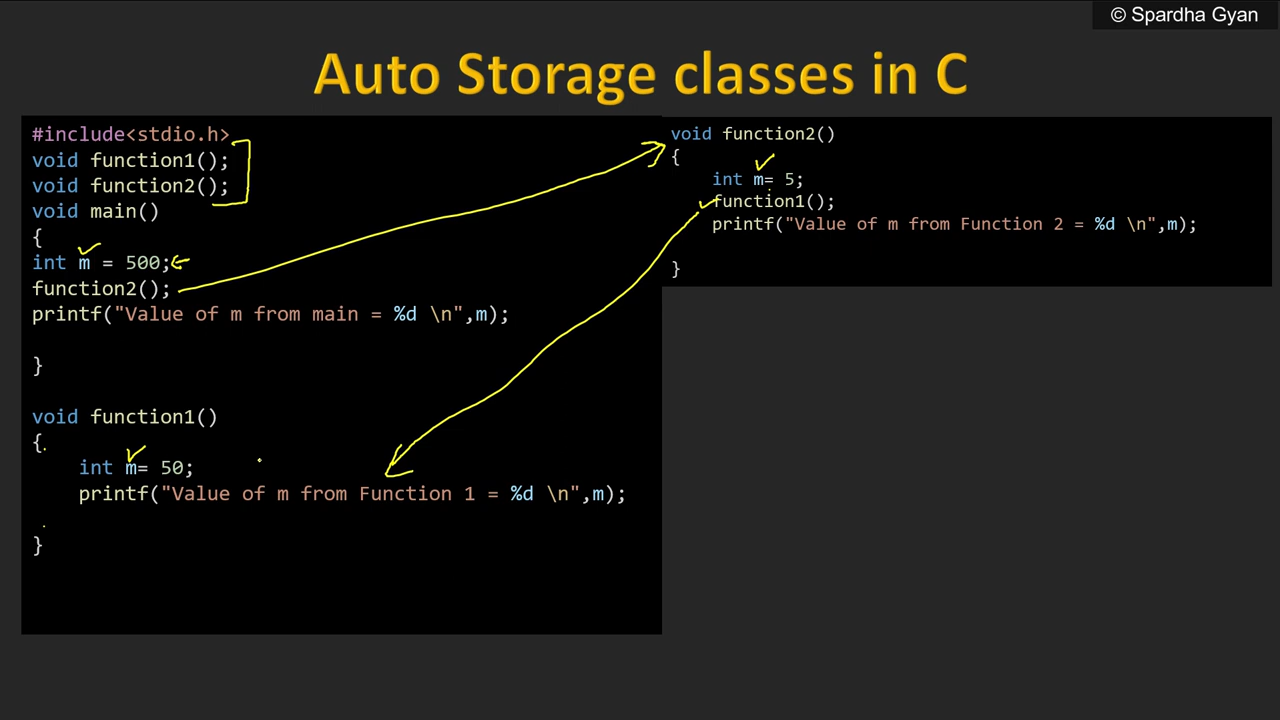 © Spardha Gyan
Auto Storage classes in C
#include<stdio.h>
void function1();
void function2();
void main()
{
int m = 500;
function2();
printf("Value of m from main = %d \n",m);
}
void function1()
{
int m= 50;
printf("Value of m from Function 1 = %d \n",m);
}
void function2()
{
int m= 5;
function1();
printf("Value of m from Function 2 = %d \n",m);
}